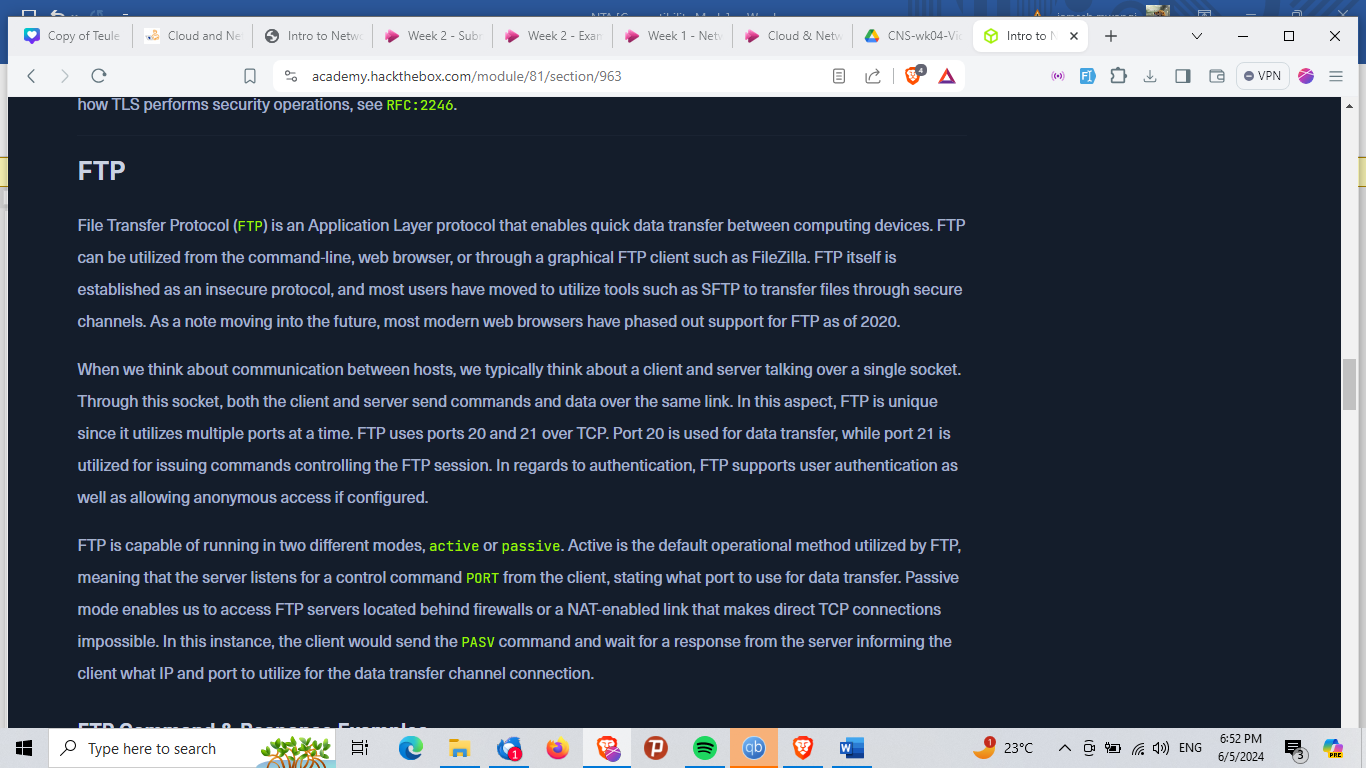 Copy of Teule
Cloud and Ne
Intro to Netwo
Week 2 - Sub
Week 2 - Exa
Week 1 - Net
Cloud & Netw
CNS-wk04-Vi
Intro to N
academy.hackthebox.com/module/81/section/963
4
VPN
how TLS performs security operations, see RFC:2246.
FTP
File Transfer Protocol (FTP) is an Application Layer protocol that enables quick data transfer between computing devices. FTP
can be utilized from the command-line, web browser, or through a graphical FTP client such as FileZilla. FTP itself is
established as an insecure protocol, and most users have moved to utilize tools such as SFTP to transfer files through secure
channels. As a note moving into the future, most modern web browsers have phased out support for FTP as of 2020.
When we think about communication between hosts, we typically think about a client and server talking over a single socket.
Through this socket, both the client and server send commands and data over the same link. In this aspect, FTP is unique
since it utilizes multiple ports at a time. FTP uses ports 20 and 21 over TCP. Port 20 is used for data transfer, while port 21 is
utilized for issuing commands controlling the FTP session. In regards to authentication, FTP supports user authentication as
well as allowing anonymous access if configured.
FTP is capable of running in two different modes, active or passive. Active is the default operational method utilized by FTP,
meaning that the server listens for a control command PORT from the client, stating what port to use for data transfer. Passive
mode enables us to access FTP servers located behind firewalls or a NAT-enabled link that makes direct TCP connections
impossible. In this instance, the client would send the PASV command and wait for a response from the server informing the
client what IP and port to utilize for the data transfer channel connection.
FTP Command & Response Examples
Type here to search
1
qb
1
23°C
ENG
6:52 PM
6/5/2024
3
PRE